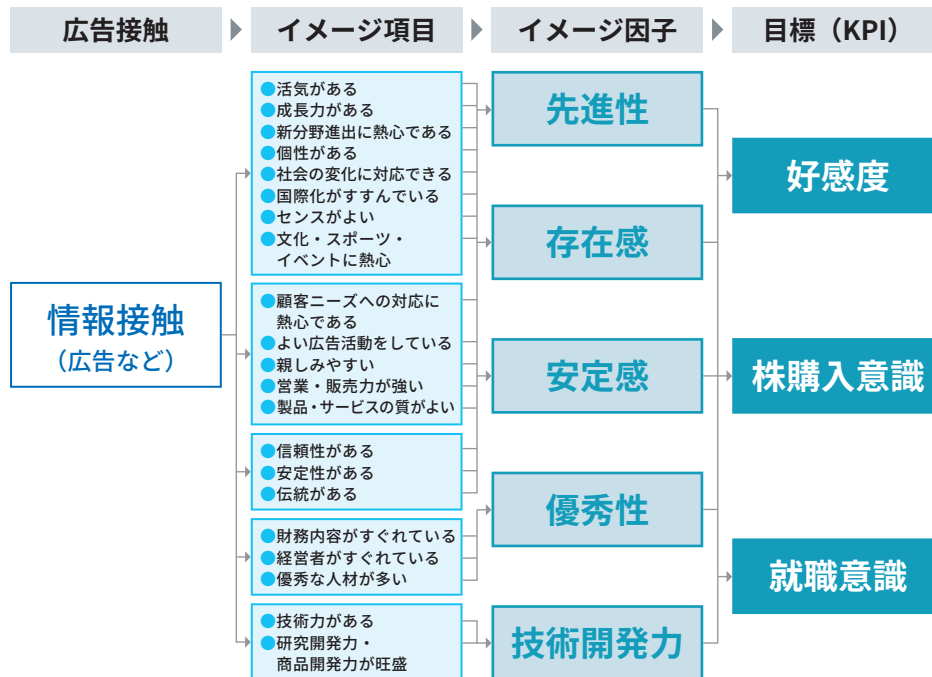 広告接触
イメージ項目
イメージ因子
目標（KPI）
情報接触
（広告など）
●活気がある
●成長力がある
●新分野進出に熱心である
●個性がある
●社会の変化に対応できる
●国際化がすすんでいる
●センスがよい
●文化・スポーツ・
イベントに熱心
●顧客ニーズへの対応に
熱心である
●よい広告活動をしている
●親しみやすい
●営業・販売力が強い
●製品・サービスの質がよい
●信頼性がある
●安定性がある
●伝統がある
●財務内容がすぐれている
●経営者がすぐれている
●優秀な人材が多い
●技術力がある
●研究開発力・
商品開発力が旺盛
先進性
存在感
安定感
優秀性
技術開発力
好感度
株購入意識
就職意識